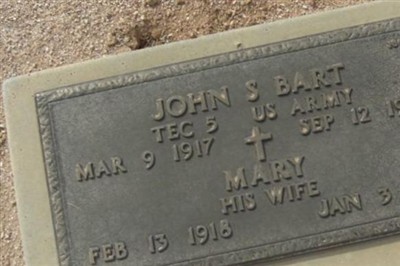 JOHN S BART
TEC 5 US ARMY
MAR 9 1917 SEP 12
MARY
HIS WIFE
FEB 13 1918 JAN 3